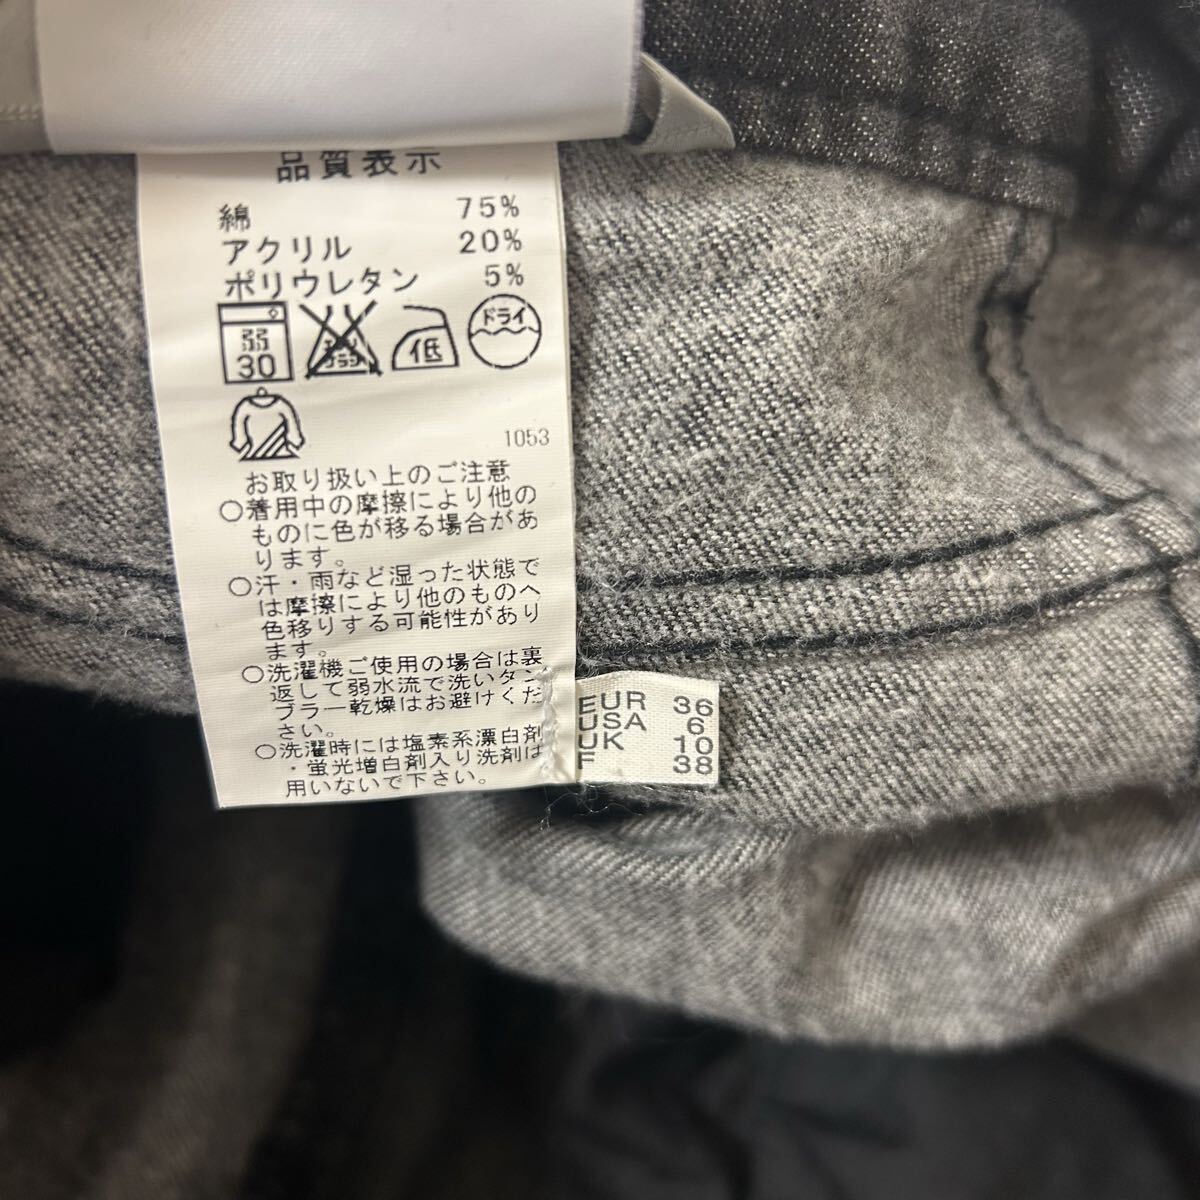 品質表示
綿 75%
アクリル 20%
ポリウレタン 5%
弱
30
低
ドライ
1053
お取り扱い上のご注意
○着用中の摩擦により他の
ものに色が移る場合があ
ります。
○汗・雨など湿った状態で
は摩擦により他のものへ
色移りする可能性があり
ます。
○洗濯機ご使用の場合は裏
返して弱水流で洗いタン
ブラー乾燥はお避けくだ
さい。
○洗濯時には塩素系漂白剤
・蛍光増白剤入り洗剤は
用いないで下さい。
EUR 36
USA 6
UK 10
F 38